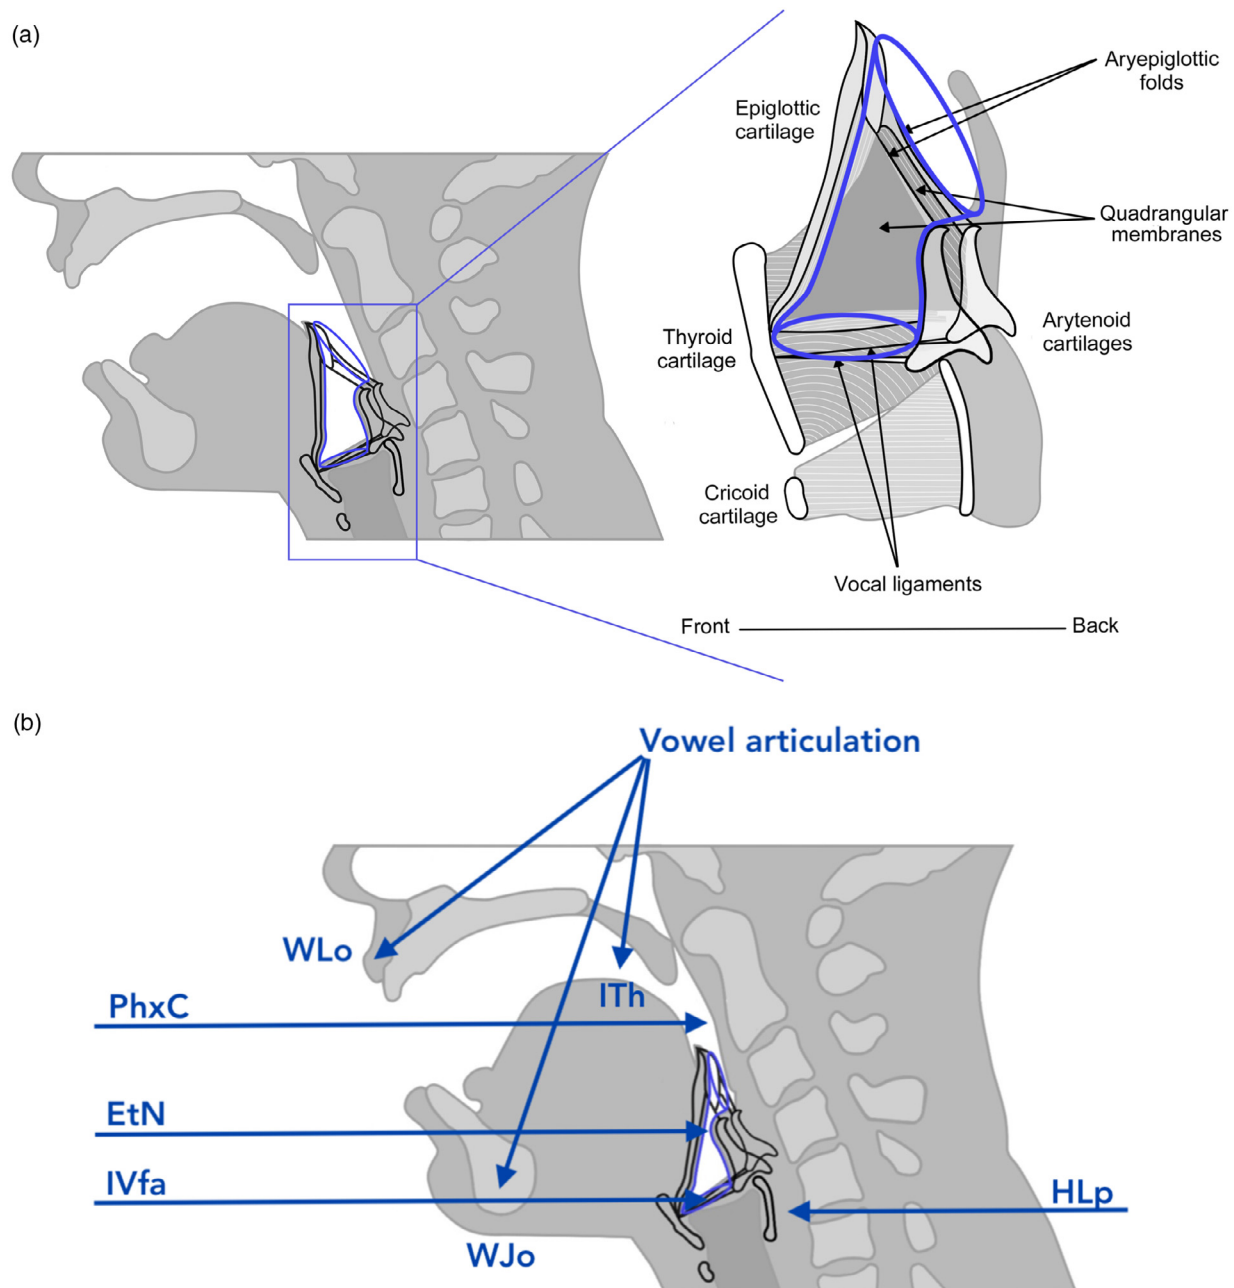 (a)
Aryepiglottic
folds
Epiglottic
cartilage
Quadrangular
membranes
Thyroid
cartilage
Arytenoid
cartilages
Cricoid
cartilage
Vocal ligaments
Front
Back
(b)
Vowel articulation
WLo
ITh
PhxC
EtN
IVfa
HLp
WJo